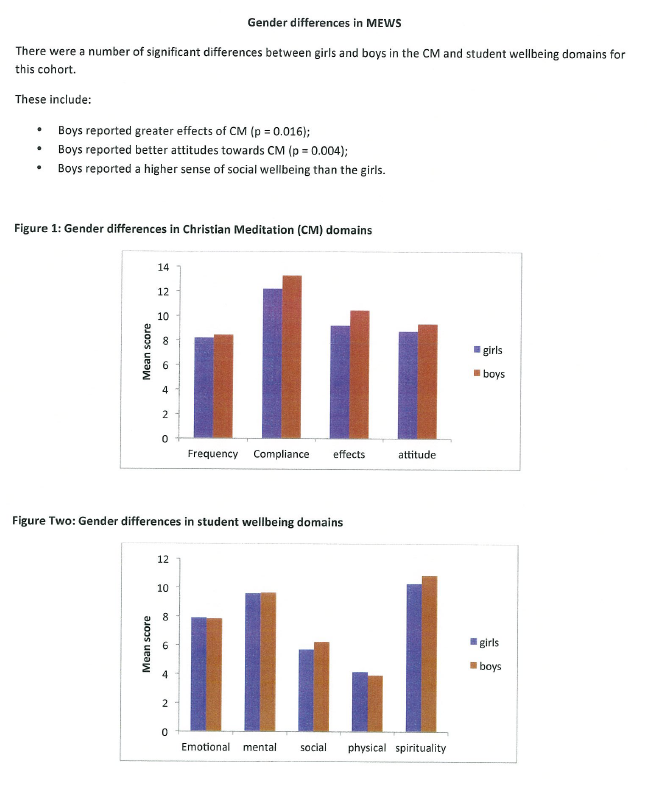 Gender differences in MEWS
There were a number of significant differences between girls and boys in the CM and student wellbeing domains for
this cohort.
These include:
• Boys reported greater effects of CM (p = 0.016);
• Boys reported better attitudes towards CM (p = 0.004);
• Boys reported a higher sense of social wellbeing than the girls.
Figure 1: Gender differences in Christian Meditation (CM) domains
14
12
10
8
6
4
2
0
Mean score
Frequency Compliance effects attitude
girls
boys
Figure Two: Gender differences in student wellbeing domains
12
10
8
6
4
2
0
Mean score
Emotional mental social physical spirituality
girls
boys